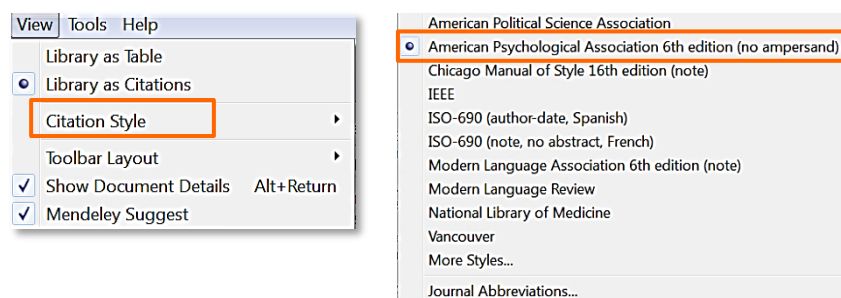 View Tools Help
Library as Table
Library as Citations
Citation Style
Toolbar Layout
Show Document Details Alt+Return
Mendeley Suggest
American Political Science Association
American Psychological Association 6th edition (no ampersand)
Chicago Manual of Style 16th edition (note)
IEEE
ISO-690 (author-date, Spanish)
ISO-690 (note, no abstract, French)
Modern Language Association 6th edition (note)
Modern Language Review
National Library of Medicine
Vancouver
More Styles...
Journal Abbreviations...